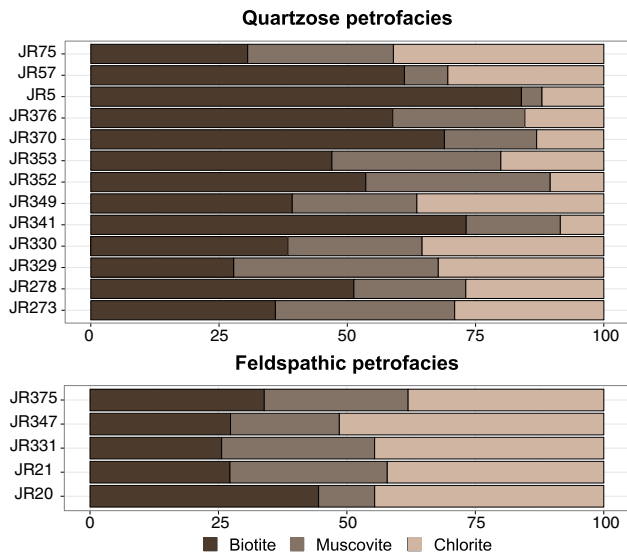 Quartzose petrofacies
JR75
JR57
JR5
JR376
JR370
JR353
JR352
JR349
JR341
JR330
JR329
JR278
JR273
0 25 50 75 100
Feldspathic petrofacies
JR375
JR347
JR331
JR21
JR20
0 25 50 75 100
Biotite Muscovite Chlorite